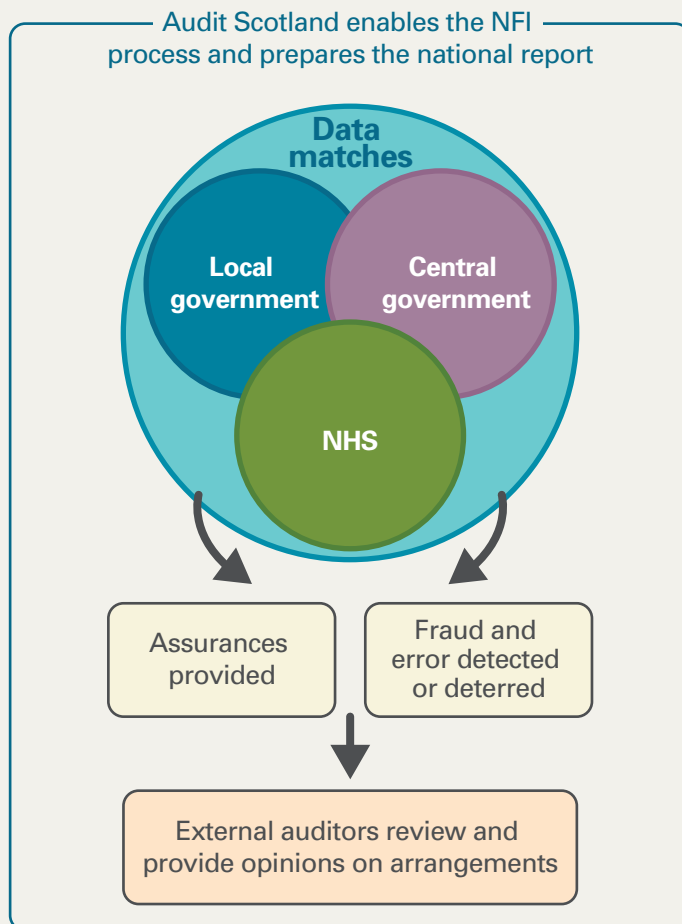 Audit Scotland enables the NFI
process and prepares the national report
Data
matches
Local
government
Central
government
NHS
Assurances
provided
Fraud and
error detected
or deterred
External auditors review and
provide opinions on arrangements